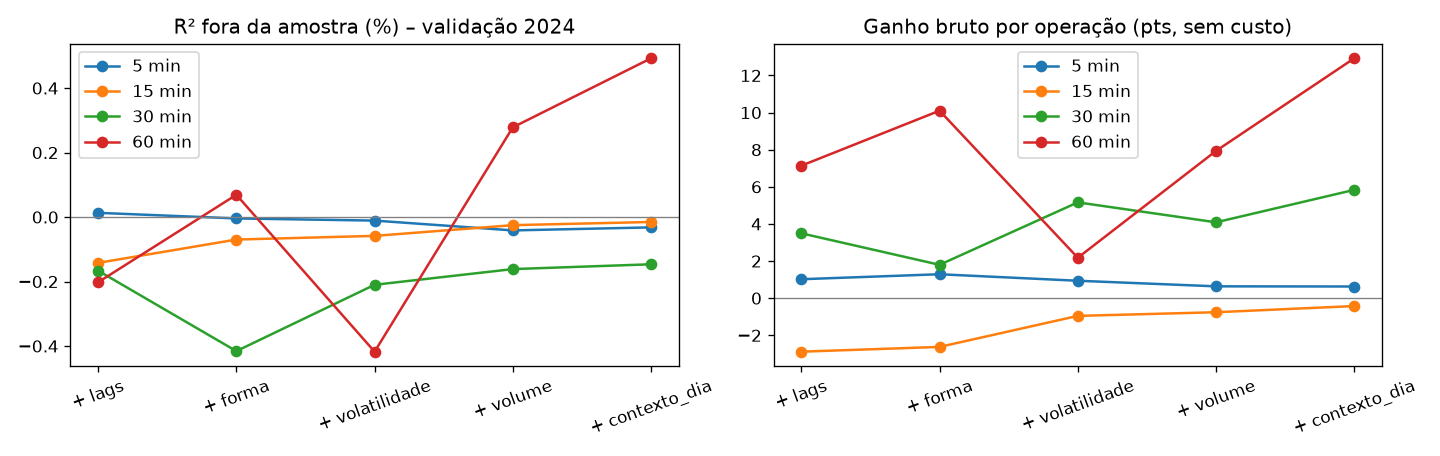 R² fora da amostra (%) – validação 2024
0.4
0.2
0.0
−0.2
−0.4
5 min
15 min
30 min
60 min
+ lags
+ forma
+ volatilidade
+ volume
+ contexto_dia
Ganho bruto por operação (pts, sem custo)
12
10
8
6
4
2
0
−2
5 min
15 min
30 min
60 min
+ lags
+ forma
+ volatilidade
+ volume
+ contexto_dia